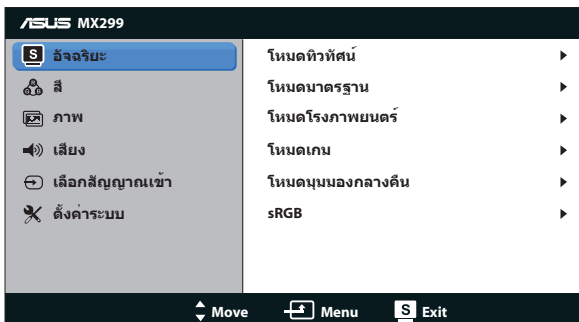 ASUS MX299
S อัจฉริยะ
สี
ภาพ
เสียง
เลือกสัญญาณเข้า
ตั้งค่าระบบ
โหมดทิวทัศน์
โหมดมาตรฐาน
โหมดโรงภาพยนตร์
โหมดเกม
โหมดมุมมองกลางคืน
sRGB
Move Menu S Exit